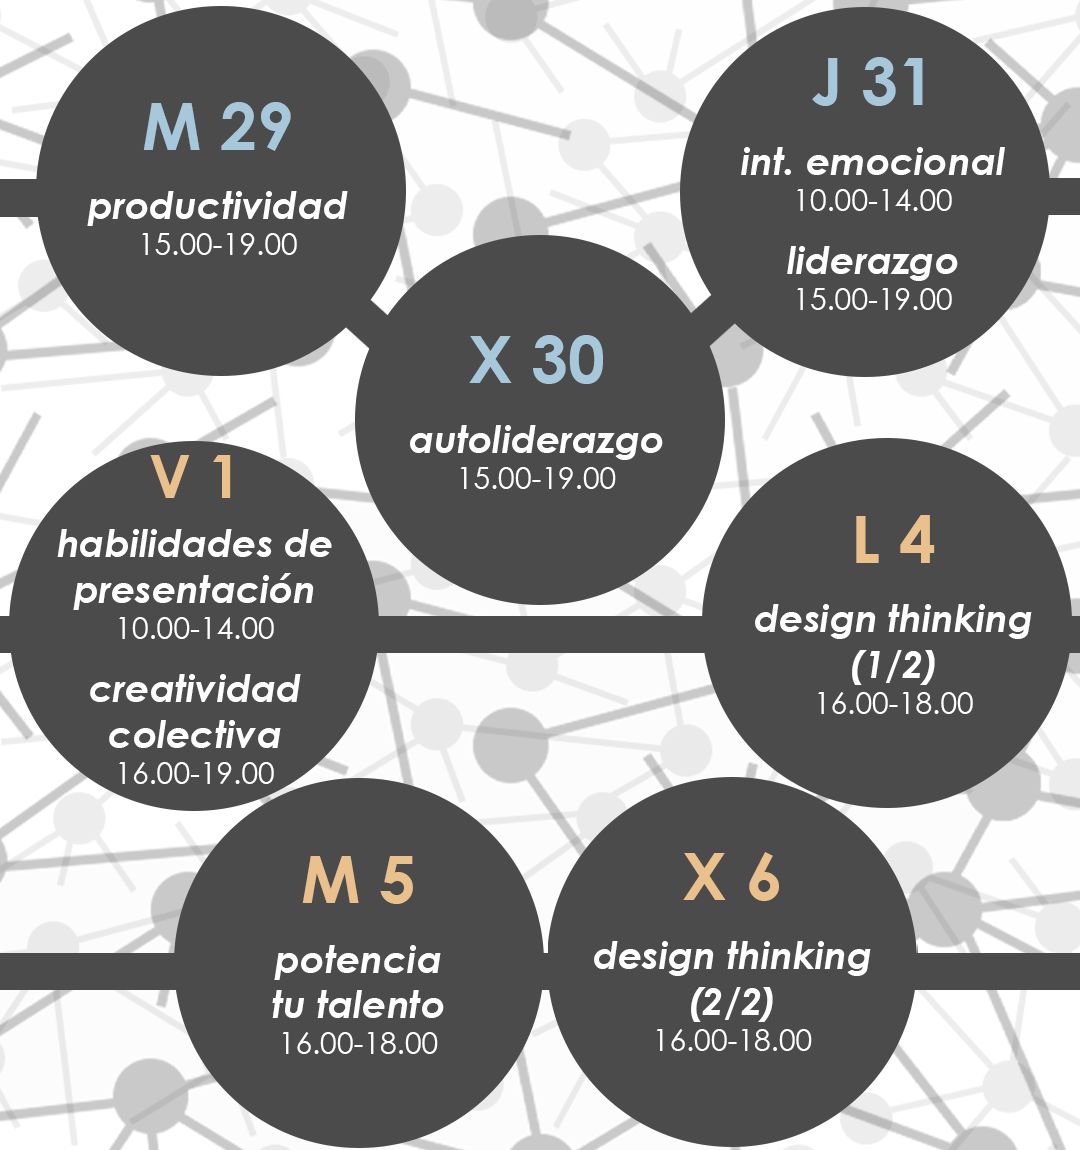 M 29
productividad
15.00-19.00
X 30
autoliderazgo
15.00-19.00
J 31
int. emocional
10.00-14.00
liderazgo
15.00-19.00
V 1
habilidades de
presentación
10.00-14.00
creatividad
colectiva
16.00-19.00
L 4
design thinking
(1/2)
16.00-18.00
M 5
potencia
tu talento
16.00-18.00
X 6
design thinking
(2/2)
16.00-18.00